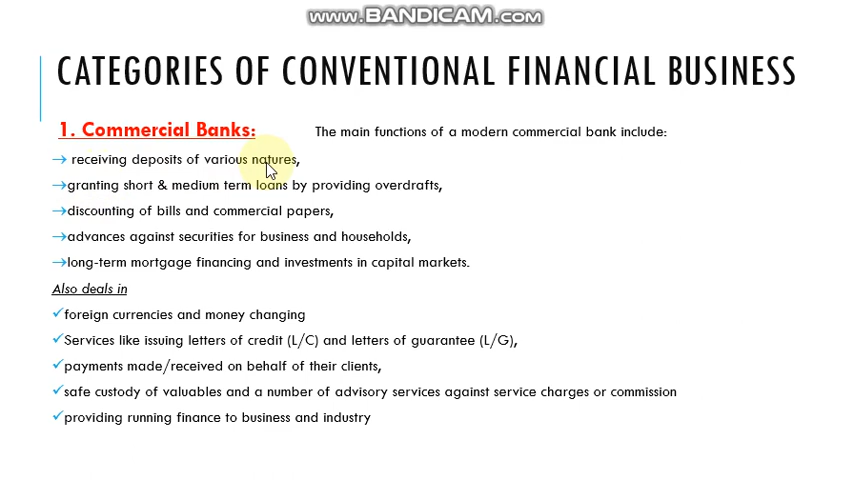 www.BANDICAM.com
CATEGORIES OF CONVENTIONAL FINANCIAL BUSINESS
1. Commercial Banks: The main functions of a modern commercial bank include:
→ receiving deposits of various natures,
→granting short & medium term loans by providing overdrafts,
→discounting of bills and commercial papers,
→advances against securities for business and households,
→long-term mortgage financing and investments in capital markets.
Also deals in
✓foreign currencies and money changing
✓Services like issuing letters of credit (L/C) and letters of guarantee (L/G),
✓payments made/received on behalf of their clients,
✓safe custody of valuables and a number of advisory services against service charges or commission
✓providing running finance to business and industry